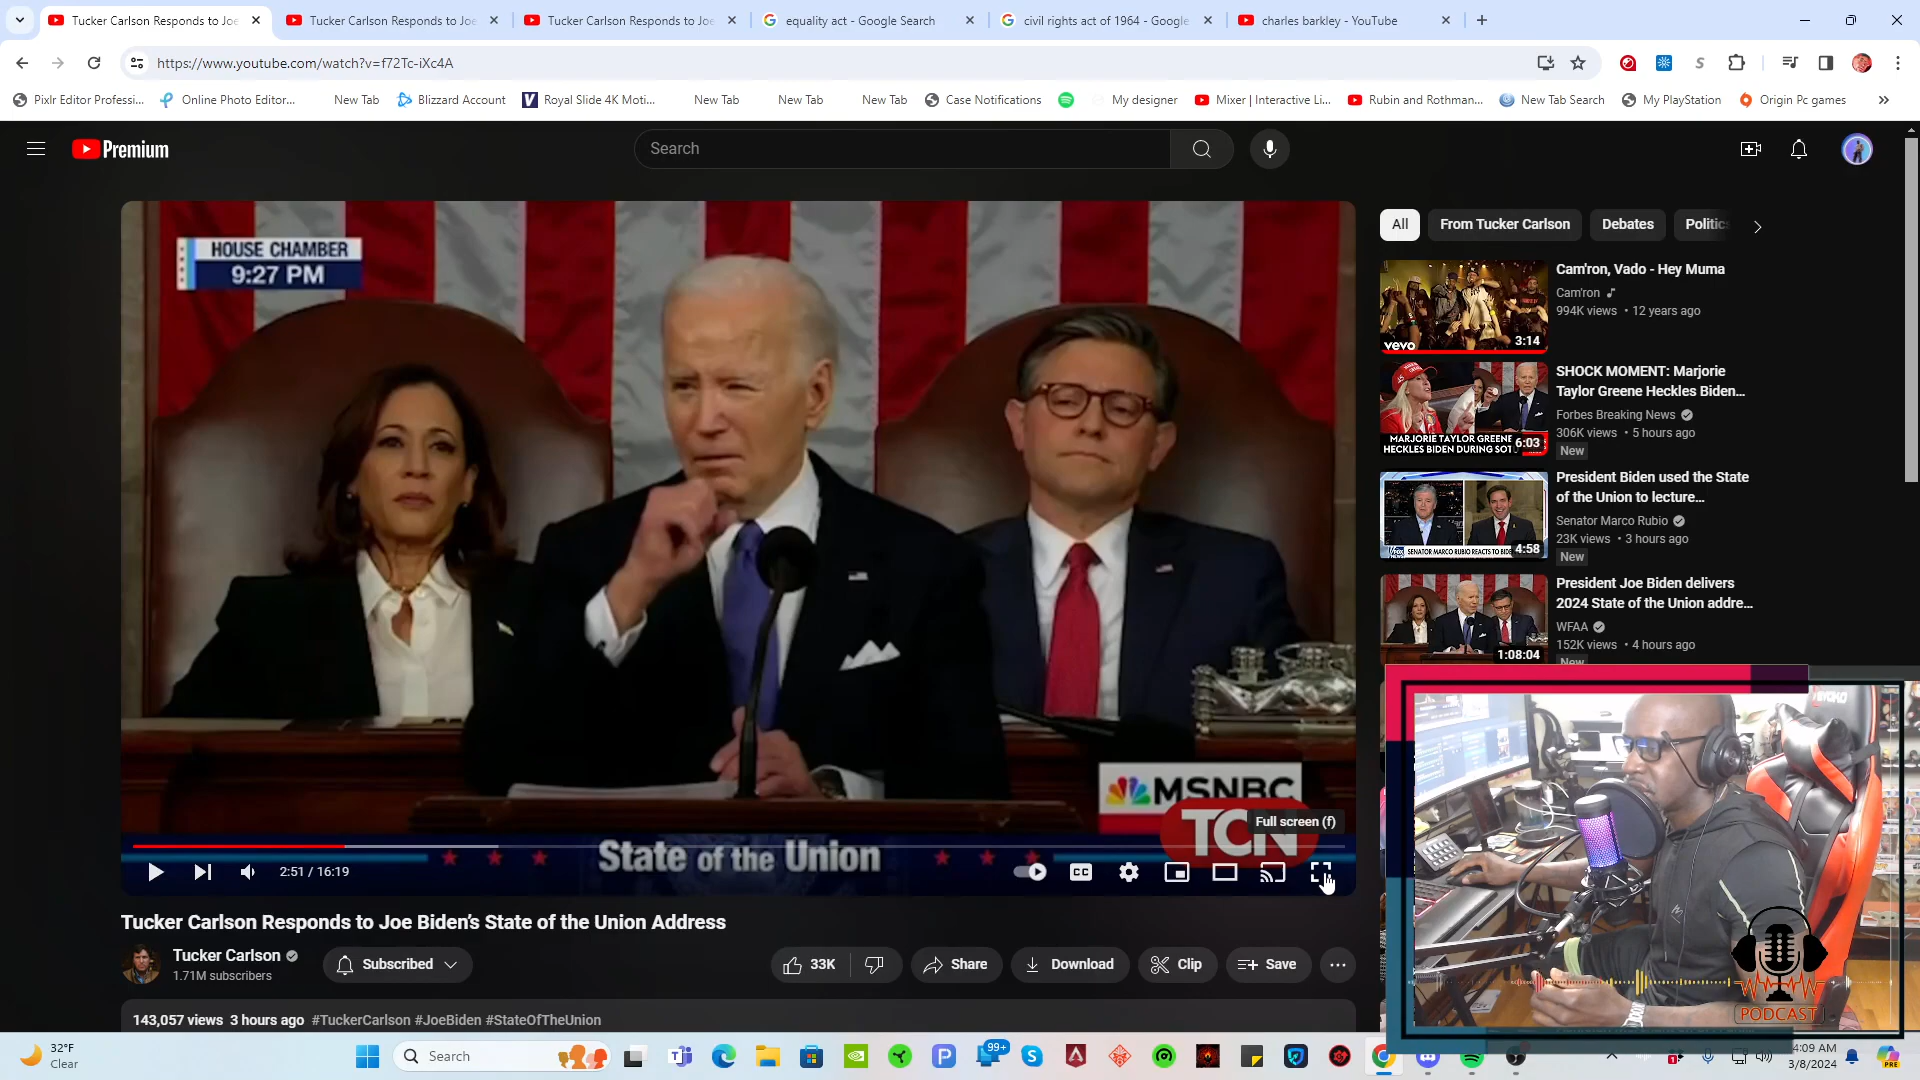 Tucker Carlson Responds to Joe
Tucker Carlson Responds to Joe
Tucker Carlson Responds to Joe
equality act - Google Search
civil rights act of 1964 - Google
charles barkley - YouTube
https://www.youtube.com/watch?v=f72Tc-iXc4A
Pixlr Editor Professi...
Online Photo Editor...
New Tab
Blizzard Account
Royal Slide 4K Moti...
New Tab
New Tab
New Tab
Case Notifications
My designer
Mixer | Interactive Li...
Rubin and Rothman...
New Tab Search
My PlayStation
Origin Pc games
Premium
Search
HOUSE CHAMBER
9:27 PM
MSNBC
TCN
Full screen (f)
State of the Union
2:51 / 16:19
CC
Tucker Carlson Responds to Joe Biden's State of the Union Address
Tucker Carlson
1.71M subscribers
Subscribed
33K
Share
Download
Clip
Save
143,057 views 3 hours ago #TuckerCarlson #JoeBiden #StateOfTheUnion
All
From Tucker Carlson
Debates
Politics
Cam'ron, Vado - Hey Muma
Cam'ron
994K views • 12 years ago
vevo
3:14
SHOCK MOMENT: Marjorie
Taylor Greene Heckles Biden...
Forbes Breaking News
306K views • 5 hours ago
New
MARJORIE TAYLOR GREENE
HECKLES BIDEN DURING SOT
6:03
President Biden used the State
of the Union to lecture...
Senator Marco Rubio
23K views • 3 hours ago
New
SENATOR MARCO RUBIO REACTS TO BIDE
4:58
President Joe Biden delivers
2024 State of the Union addre...
WFAA
152K views • 4 hours ago
New
1:08:04
PODCAST
32°F
Clear
Search
99+
4:09 AM
3/8/2024
PRE